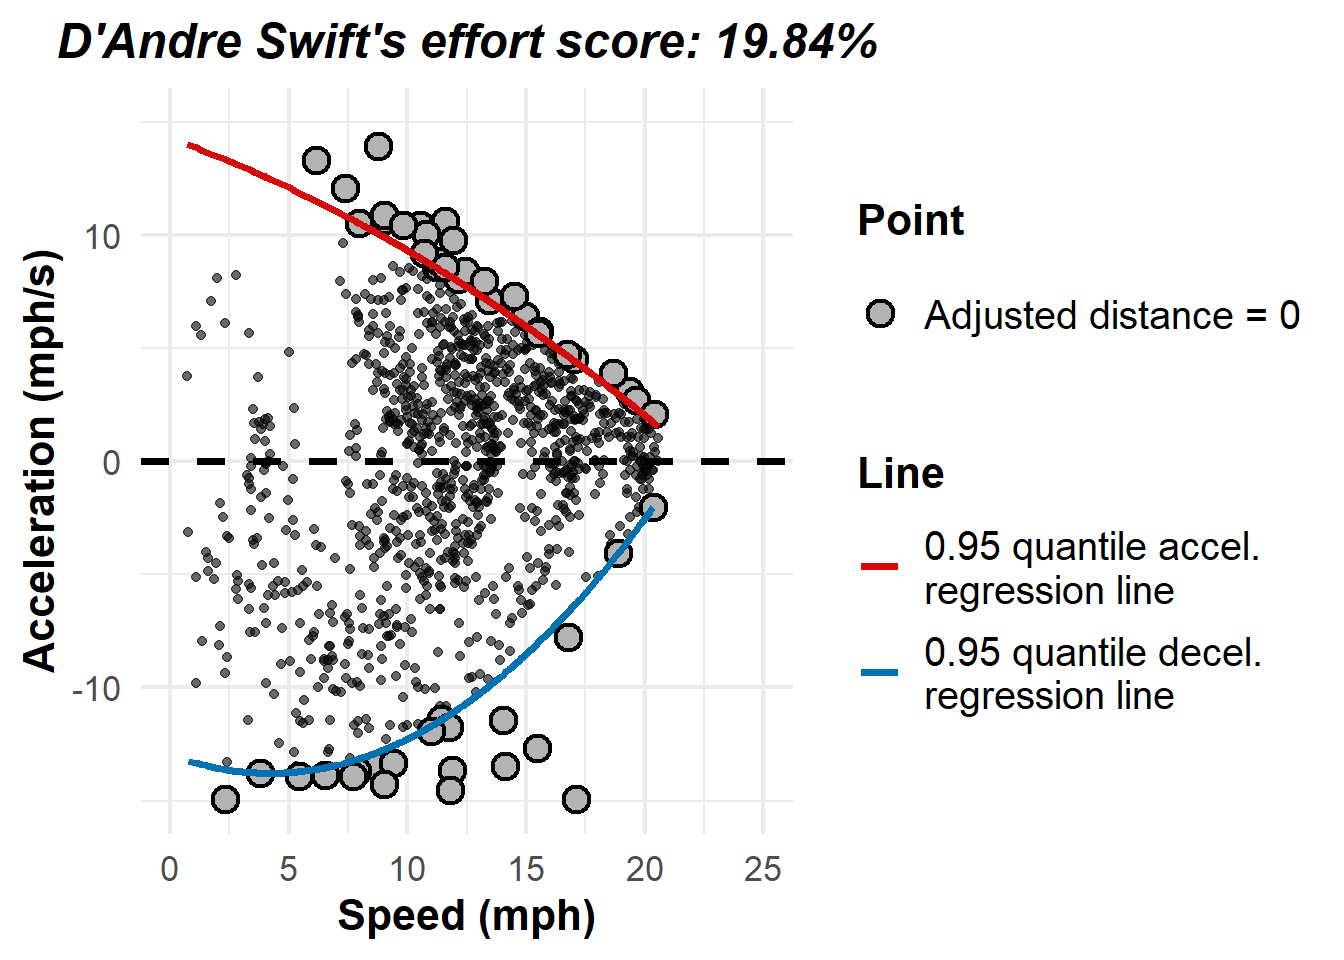 D'Andre Swift's effort score: 19.84%
Acceleration (mph/s)
10
0
-10
0 5 10 15 20 25
Speed (mph)
Point
Adjusted distance = 0
Line
0.95 quantile accel.
regression line
0.95 quantile decel.
regression line